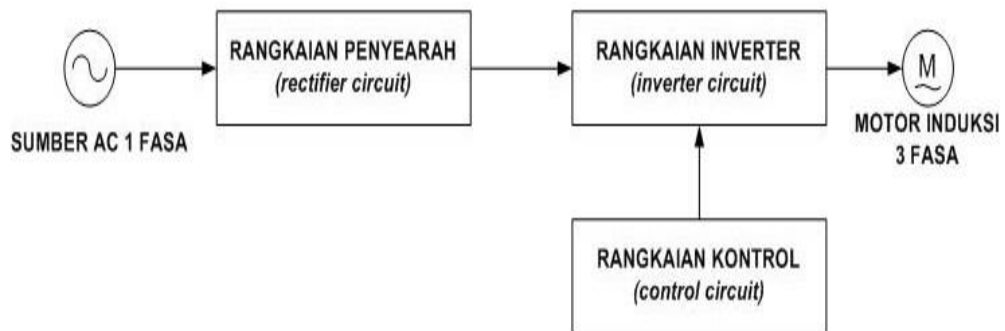 RANGKAIAN PENYEARAH
(rectifier circuit)
RANGKAIAN INVERTER
(inverter circuit)
M
SUMBER AC 1 FASA
MOTOR INDUKSI
3 FASA
RANGKAIAN KONTROL
(control circuit)